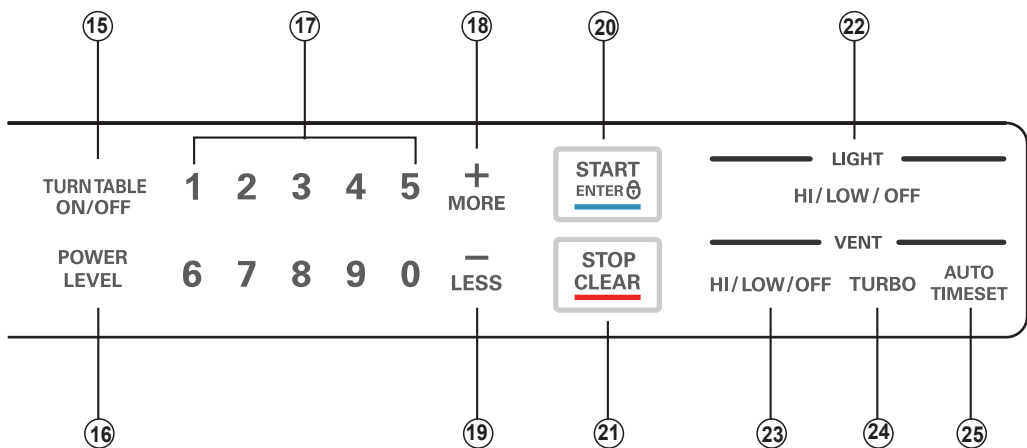 15 17 18 20 22
TURNTABLE
ON/OFF
1 2 3 4 5
+
MORE
START
ENTER
LIGHT
HI/LOW/OFF
POWER
LEVEL
6 7 8 9 0
−
LESS
STOP
CLEAR
VENT
HI/LOW/OFF TURBO
AUTO
TIMESET
16 19 21 23 24 25